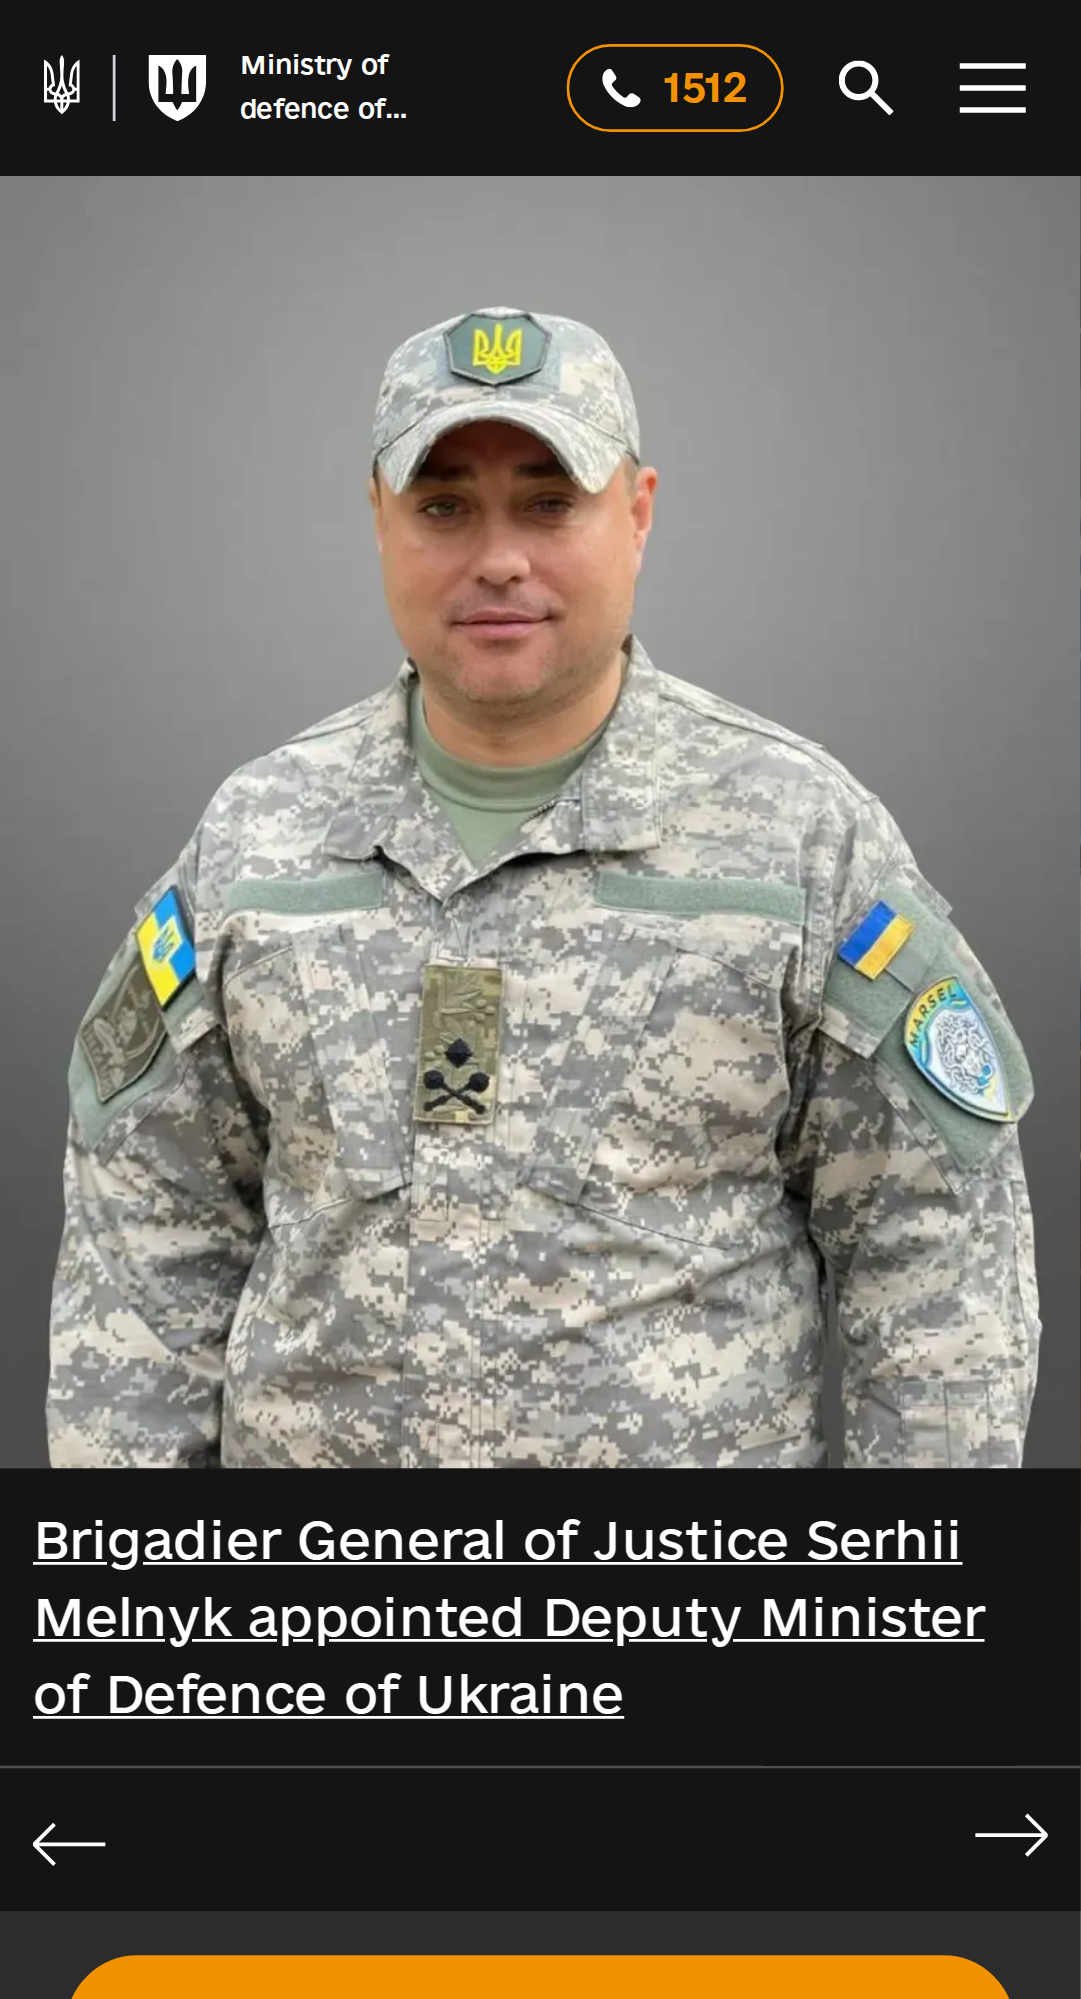 Ministry of
defence of...
1512
MARSEL
Brigadier General of Justice Serhii
Melnyk appointed Deputy Minister
of Defence of Ukraine